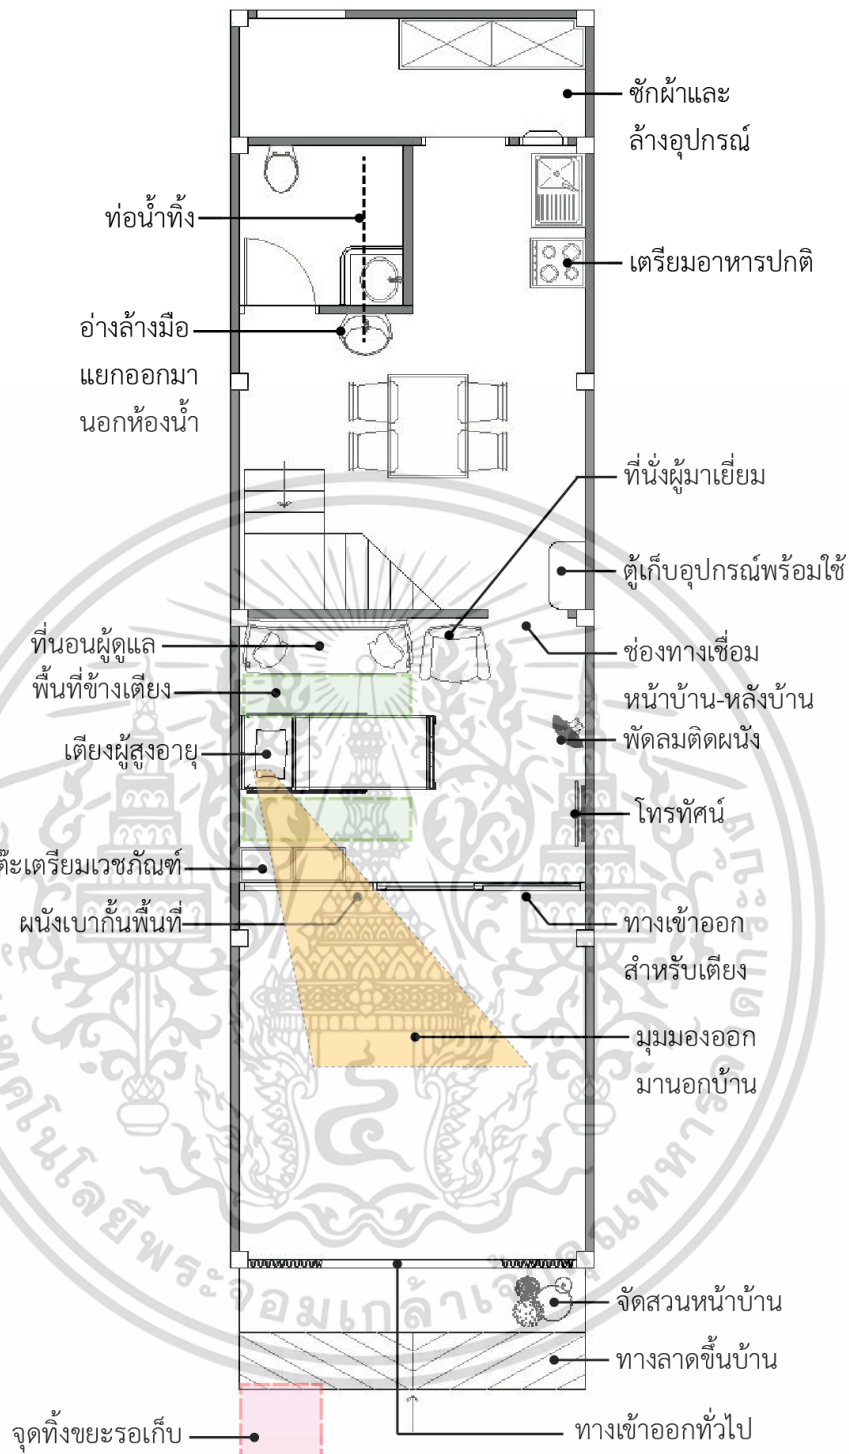 ซักผ้าและ
ล้างอุปกรณ์
ท่อน้ำทิ้ง
เตรียมอาหารปกติ
อ่างล้างมือ
แยกออกมา
นอกห้องน้ำ
ที่นั่งผู้มาเยี่ยม
ตู้เก็บอุปกรณ์พร้อมใช้
ที่นอนผู้ดูแล
ช่องทางเชื่อม
หน้าบ้าน-หลังบ้าน
พื้นที่ข้างเตียง
พัดลมติดผนัง
เตียงผู้สูงอายุ
โทรทัศน์
ต๊ะเตรียมเวชภัณฑ์
ผนังเบากั้นพื้นที่
ทางเข้าออก
สำหรับเตียง
มุมมองออก
มานอกบ้าน
จัดสวนหน้าบ้าน
ทางลาดขึ้นบ้าน
จุดทิ้งขยะรอเก็บ
ทางเข้าออกทั่วไป